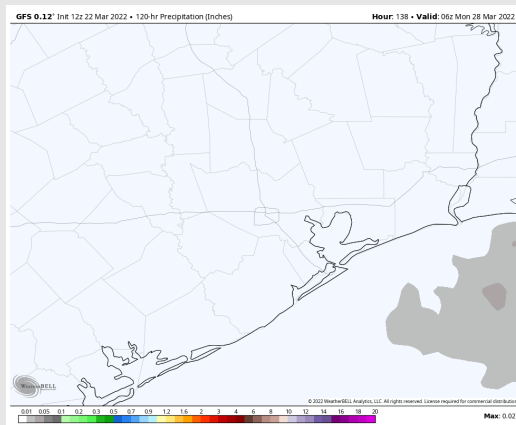 GFS 0.12° Init 12z 22 Mar 2022 • 120-hr Precipitation (Inches)
Hour: 138 • Valid: 06z Mon 28 Mar 2022
WeatherBELL
© 2022 WeatherBELL Analytics, LLC. All rights reserved. License required for commercial distribution
0.01 0.05 0.1 0.2 0.3 0.5 0.7 0.9 1.2 1.6 2 3 4 6 8 10 12 14 16 18 20
Max: 0.02